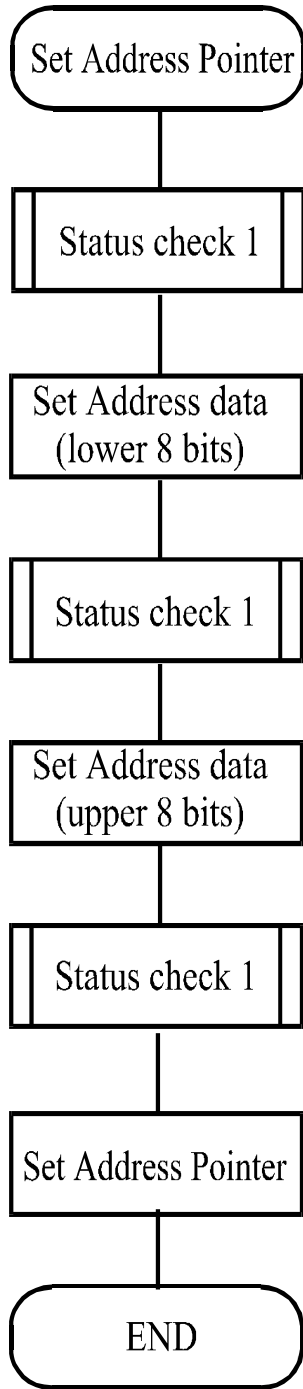 Set Address Pointer
Status check 1
Set Address data
(lower 8 bits)
Status check 1
Set Address data
(upper 8 bits)
Status check 1
Set Address Pointer
END